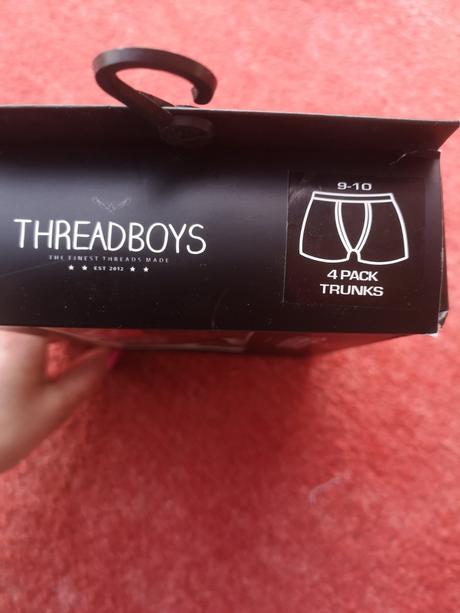 THREADBOYS
THE FINEST THREADS MADE
★ ★ EST 2012 ★ ★
9-10
4 PACK
TRUNKS